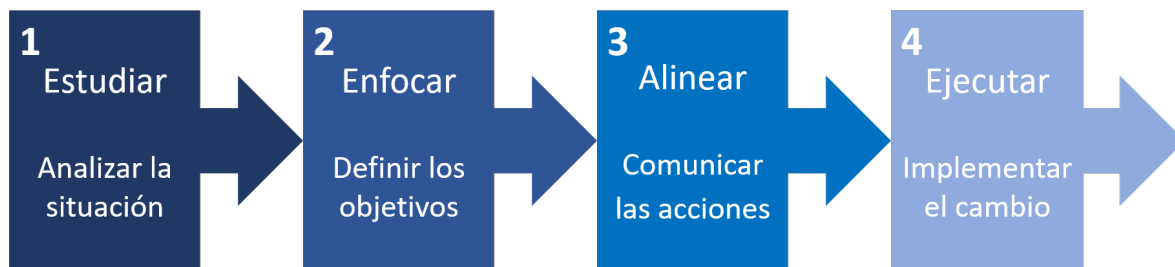 1
Estudiar
Analizar la
situación
2
Enfocar
Definir los
objetivos
3
Alinear
Comunicar
las acciones
4
Ejecutar
Implementar
el cambio